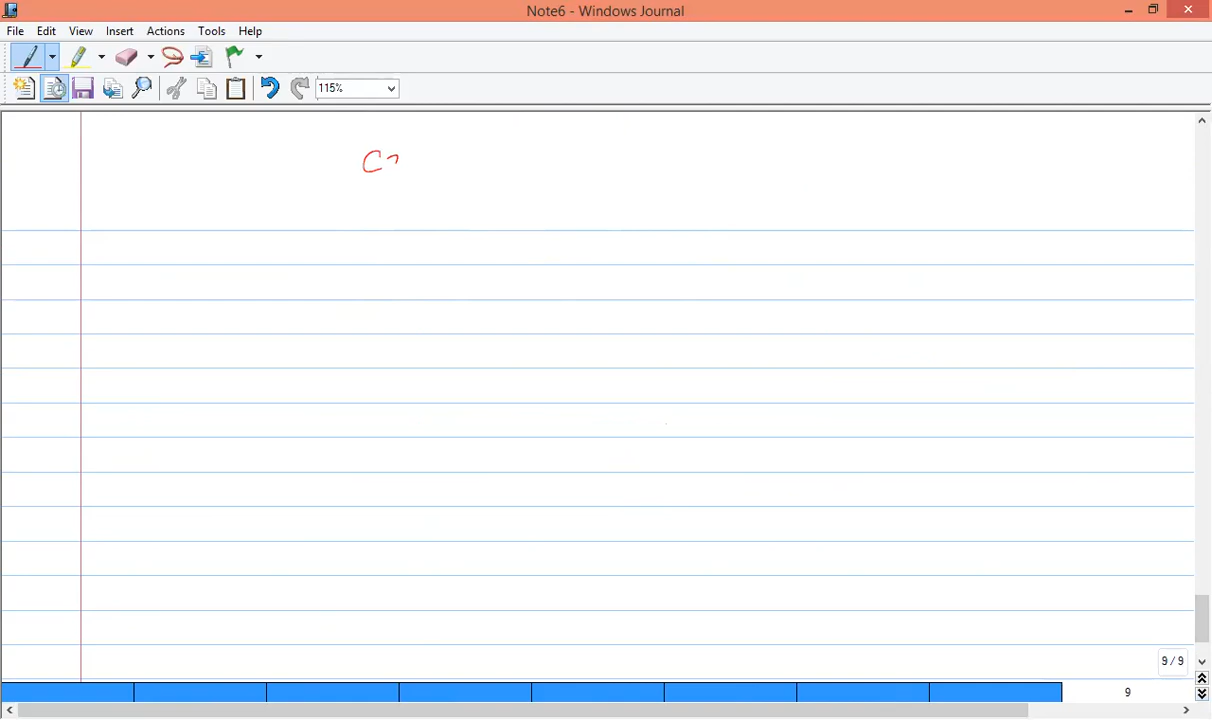 Note6 - Windows Journal
File Edit View Insert Actions Tools Help
115%
9 / 9
9